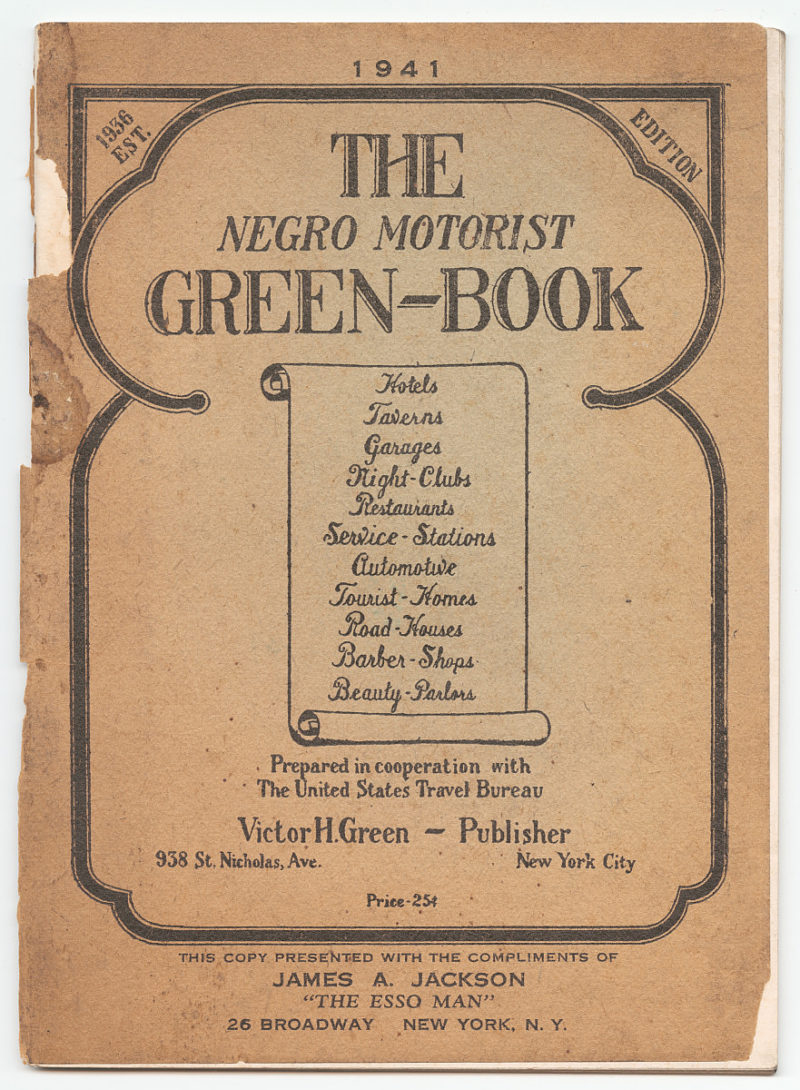 1941
1936
EST.
EDITION
THE
NEGRO MOTORIST
GREEN-BOOK
Hotels
Taverns
Garages
Night-Clubs
Restaurants
Service-Stations
Automotive
Tourist-Homes
Road-Houses
Barber-Shops
Beauty-Parlors
Prepared in cooperation with
The United States Travel Bureau
Victor H. Green - Publisher
938 St. Nicholas, Ave. New York City
Price-25¢
THIS COPY PRESENTED WITH THE COMPLIMENTS OF
JAMES A. JACKSON
"THE ESSO MAN"
26 BROADWAY NEW YORK, N. Y.